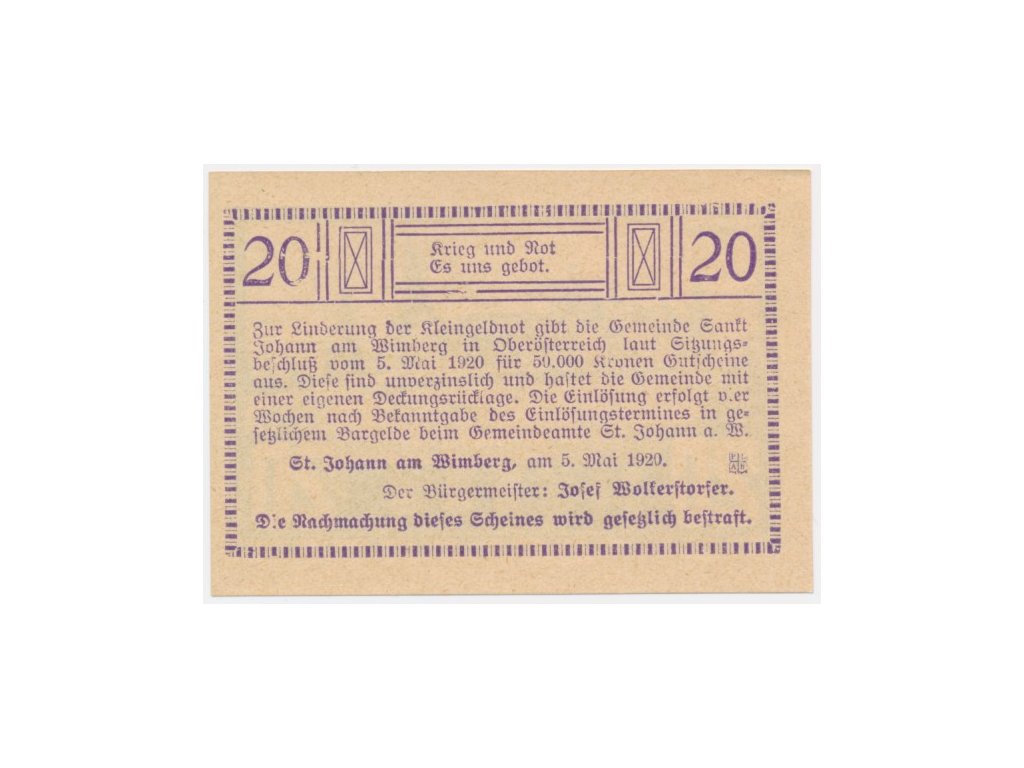 20 Krieg und Not 20
Es uns gebot.
Zur Linderung der Kleingeldnot gibt die Gemeinde Sankt
Johann am Wimberg in Oberösterreich laut Sitzungs-
beschluß vom 5. Mai 1920 für 50.000 Kronen Gutscheine
aus. Diese sind unverzinslich und haftet die Gemeinde mit
einer eigenen Deckungsrücklage. Die Einlösung erfolgt vier
Wochen nach Bekanntgabe des Einlösungstermines in ge-
setzlichem Bargelde beim Gemeindeamte St. Johann a. W.
St. Johann am Wimberg, am 5. Mai 1920.
Der Bürgermeister: Josef Wolkerstorfer.
Die Nachmachung dieses Scheines wird gesetzlich bestraft.